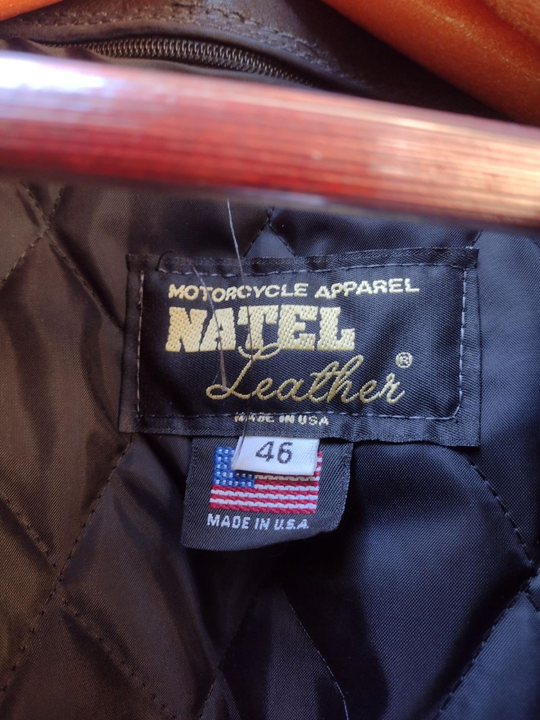 MOTORCYCLE APPAREL
NATEL
Leather®
MADE IN USA
46
MADE IN U.S.A.